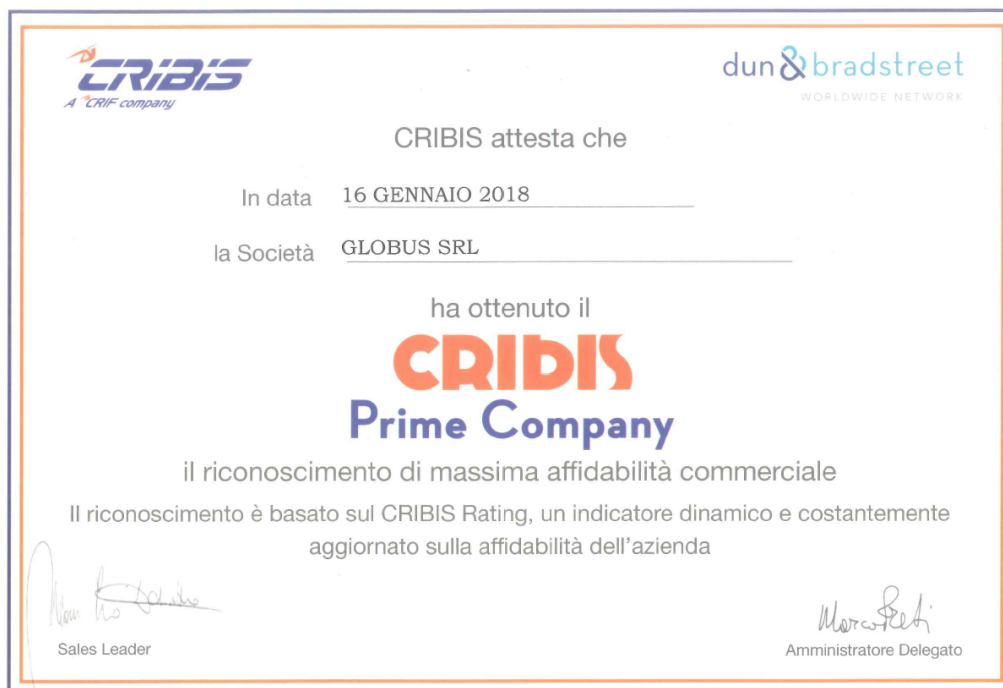 CRIBIS
A CRIF company
dun & bradstreet
WORLDWIDE NETWORK
CRIBIS attesta che
In data 16 GENNAIO 2018
la Società GLOBUS SRL
ha ottenuto il
CRIBIS
Prime Company
il riconoscimento di massima affidabilità commerciale
Il riconoscimento è basato sul CRIBIS Rating, un indicatore dinamico e costantemente
aggiornato sulla affidabilità dell'azienda
Sales Leader
Amministratore Delegato